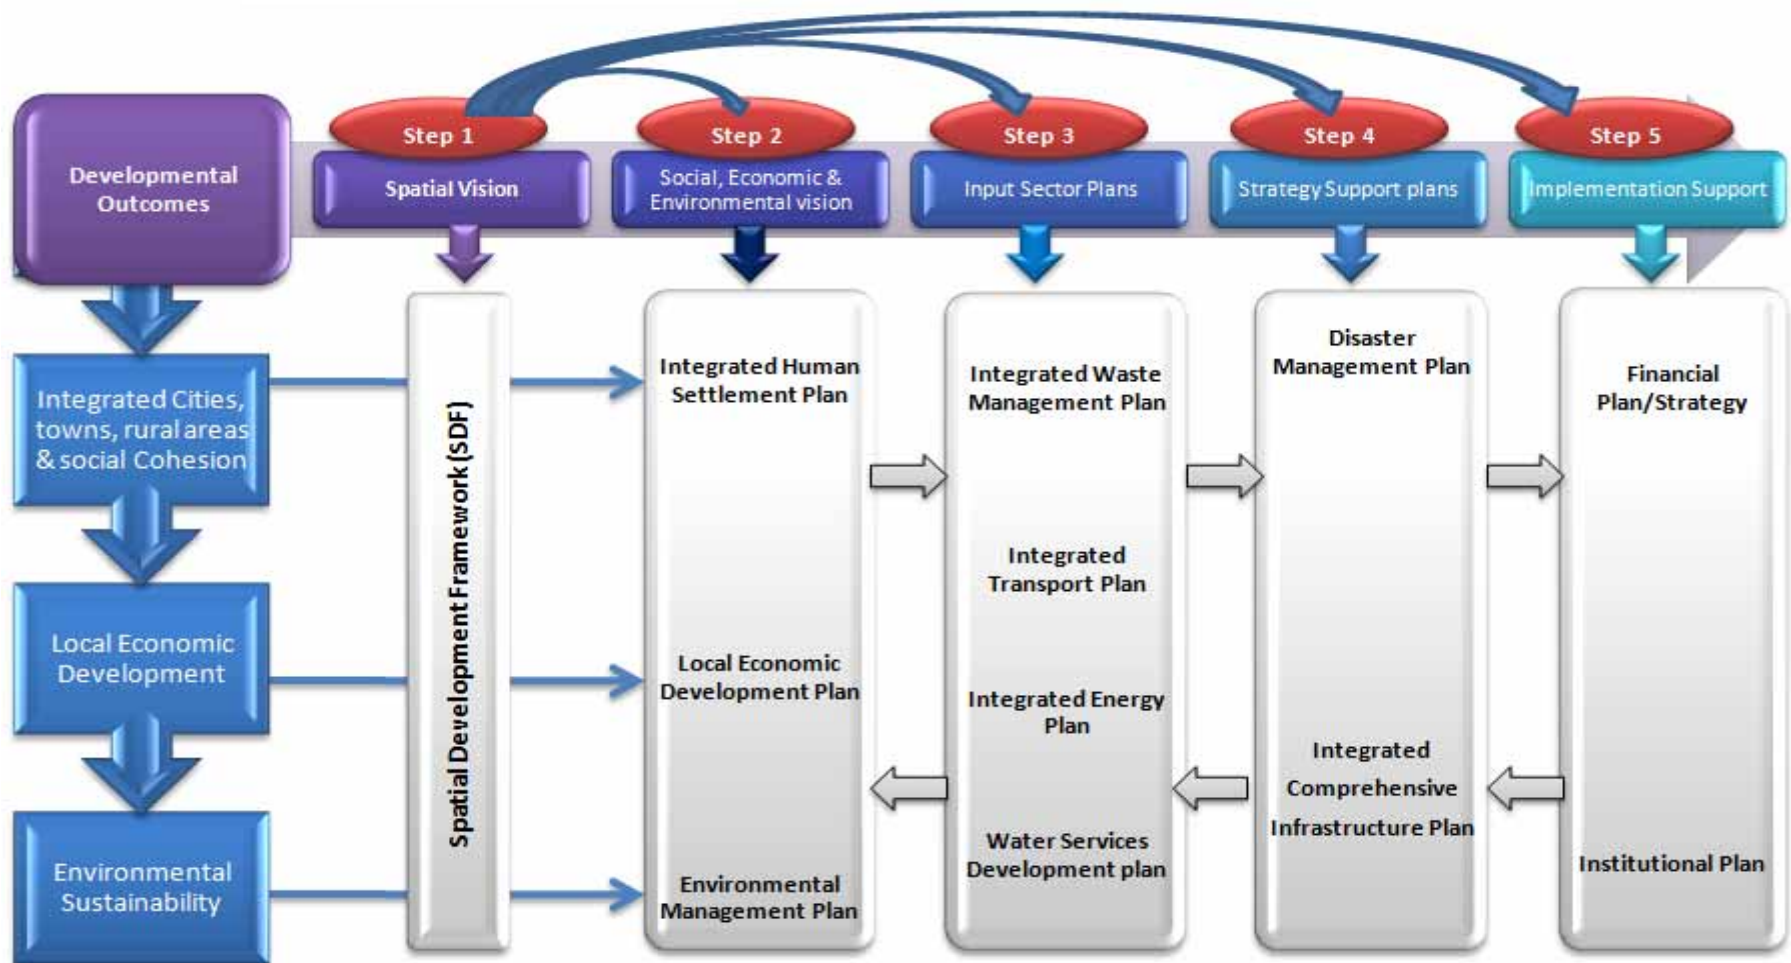 Step 1
Step 2
Step 3
Step 4
Step 5
Developmental
Outcomes
Spatial Vision
Social, Economic &
Environmental vision
Input Sector Plans
Strategy Support plans
Implementation Support
Integrated Cities,
towns, rural areas
& social Cohesion
Local Economic
Development
Environmental
Sustainability
Spatial Development Framework (SDF)
Integrated Human
Settlement Plan
Local Economic
Development Plan
Environmental
Management Plan
Integrated Waste
Management Plan
Integrated
Transport Plan
Integrated Energy
Plan
Water Services
Development plan
Disaster
Management Plan
Integrated
Comprehensive
Infrastructure Plan
Financial
Plan/Strategy
Institutional Plan